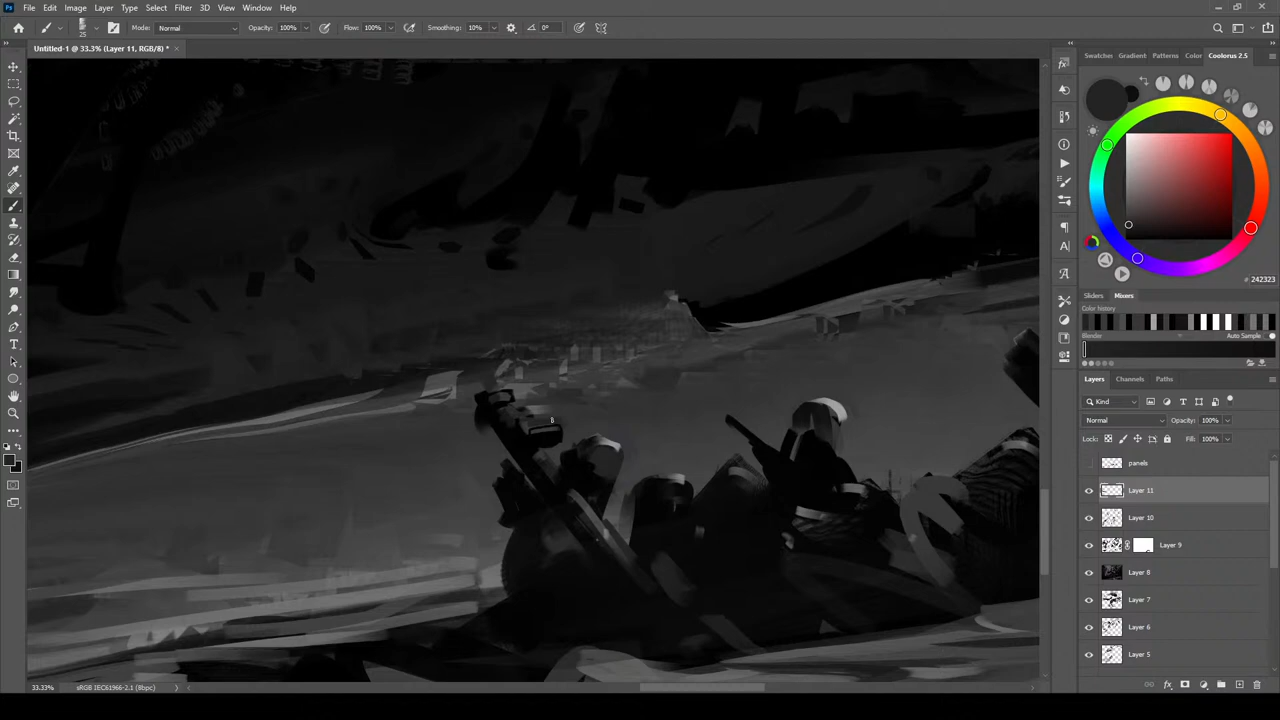 Ps File Edit Image Layer Type Select Filter 3D View Window Help
25 Mode: Normal Opacity: 100% Flow: 100% Smoothing: 10% 0°
Untitled-1 @ 33.3% (Layer 11, RGB/8) * ×
Swatches Gradient Patterns Color Coolorus 2.5
# 242323
Sliders Mixers
Color history
Blender Auto Sample
Layers Channels Paths
Kind
Normal Opacity: 100%
Lock: Fill: 100%
panels
Layer 11
Layer 10
Layer 9
Layer 8
Layer 7
Layer 6
Layer 5
33.33% sRGB IEC61966-2.1 (8bpc)